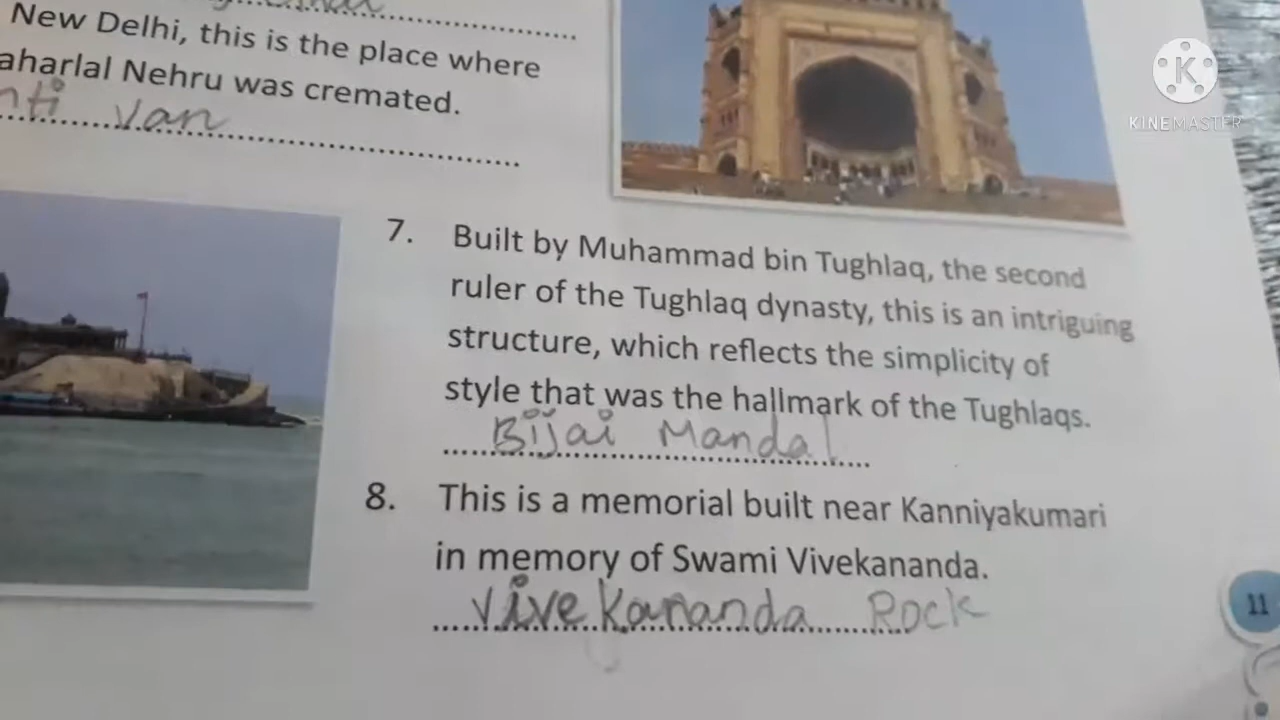 New Delhi, this is the place where
aharlal Nehru was cremated.
nti Van
K
KINEMASTER
7. Built by Muhammad bin Tughlaq, the second
ruler of the Tughlaq dynasty, this is an intriguing
structure, which reflects the simplicity of
style that was the hallmark of the Tughlaqs.
Bijai Mandal
8. This is a memorial built near Kanniyakumari
in memory of Swami Vivekananda.
Vivekananda Rock
11